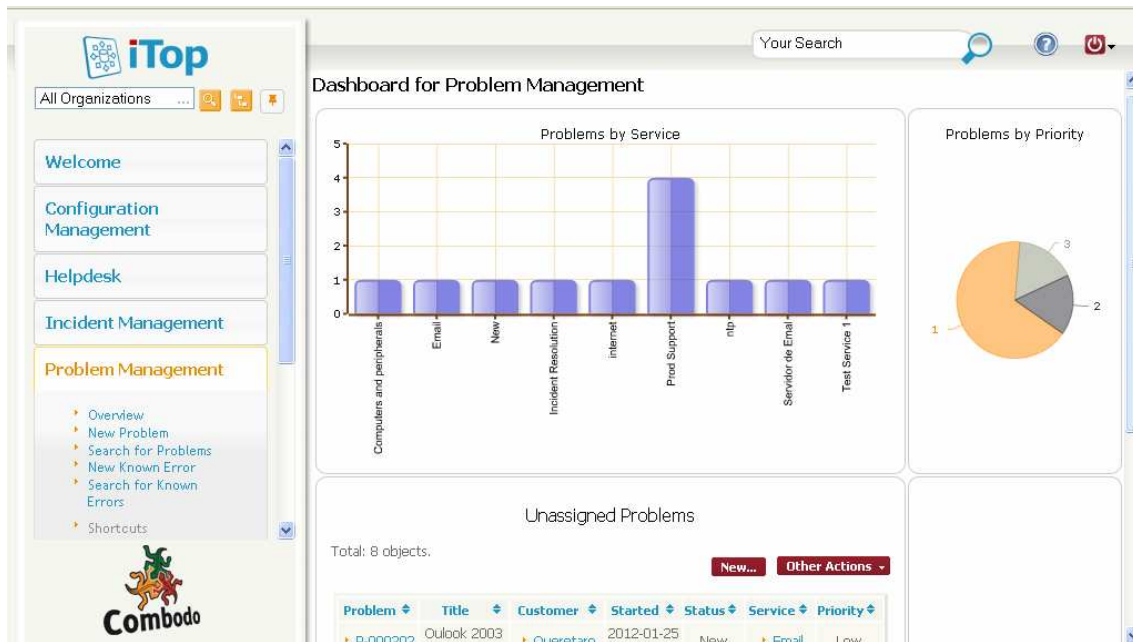 iTop
Your Search
All Organizations ...
Welcome
Configuration
Management
Helpdesk
Incident Management
Problem Management
Overview
New Problem
Search for Problems
New Known Error
Search for Known
Errors
Shortcuts
Combodo
Dashboard for Problem Management
Problems by Service
5
4
3
2
1
0
Computers and peripherals
Email
New
Incident Resolution
internet
Prod Support
ntp
Servidor de Emal
Test Service 1
Problems by Priority
3
2
1
Unassigned Problems
Total: 8 objects.
New... Other Actions
Problem Title Customer Started Status Service Priority
P-000202 Oulook 2003 Queretaro 2012-01-25 New Email Low